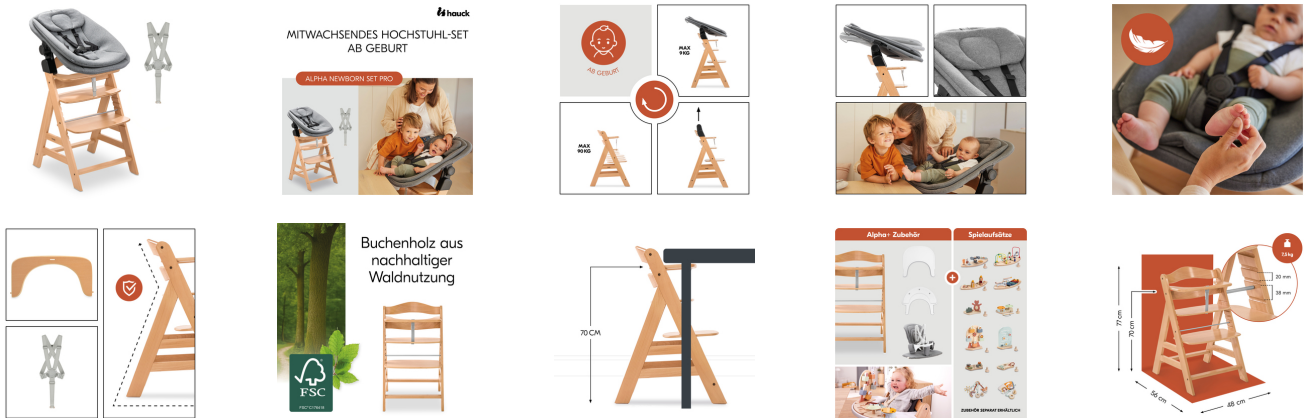 hauck
MITWACHSENDES HOCHSTUHL-SET
AB GEBURT
ALPHA NEWBORN SET PRO
AB GEBURT
MAX
9 KG
MAX
90 KG
Buchenholz aus
nachhaltiger
Waldnutzung
FSC
70 CM
Alpha+ Zubehör
Spielaufsätze
ZUBEHÖR SEPARAT ERHÄLTLICH
7,5 kg
20 mm
38 mm
77 cm
70 cm
56 cm
48 cm